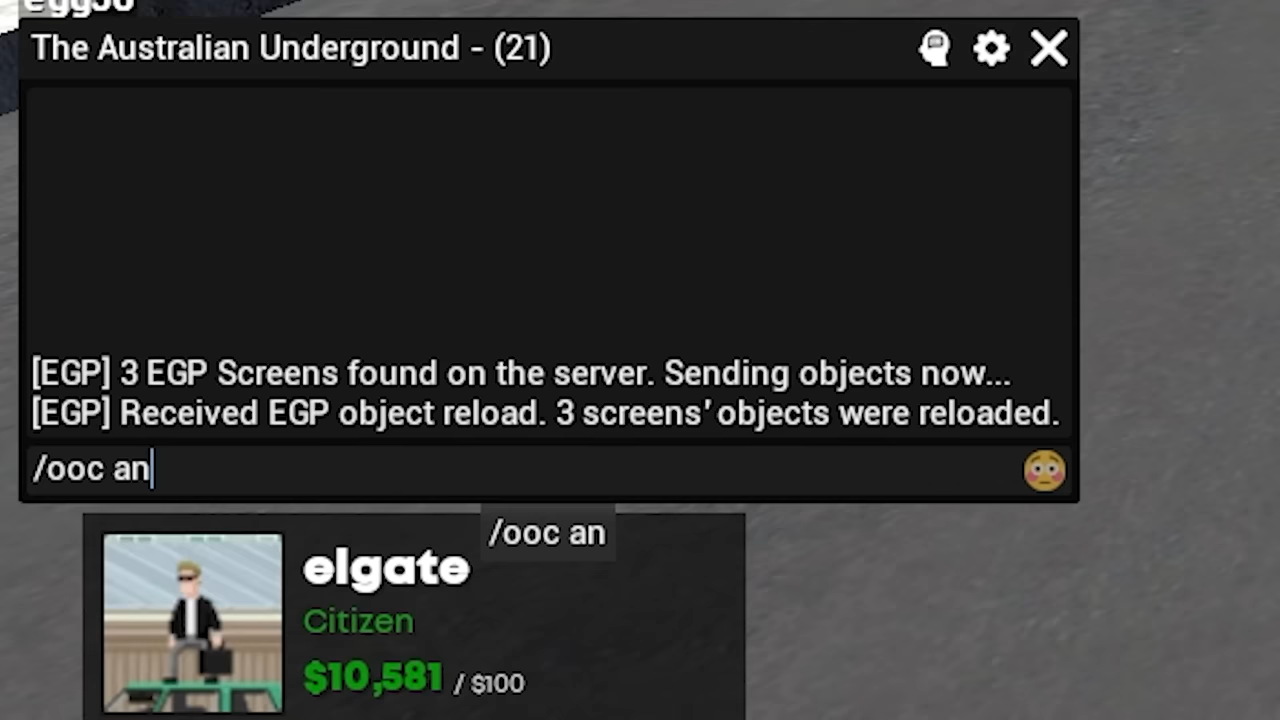 egg56
The Australian Underground - (21)
[EGP] 3 EGP Screens found on the server. Sending objects now...
[EGP] Received EGP object reload. 3 screens' objects were reloaded.
/ooc an
/ooc an
elgate
Citizen
$10,581 / $100